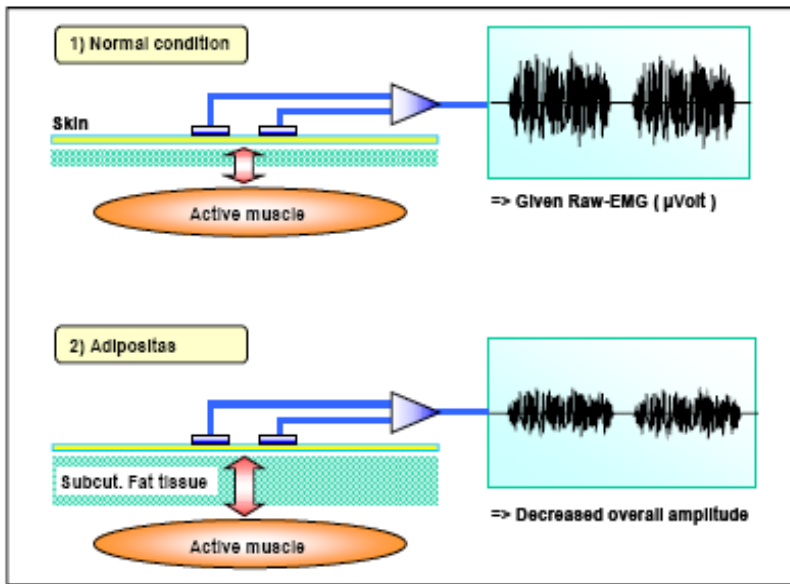 1) Normal condition
Skin
Active muscle
=> Given Raw-EMG ( µVolt )
2) Adipositas
Subcut. Fat tissue
Active muscle
=> Decreased overall amplitude